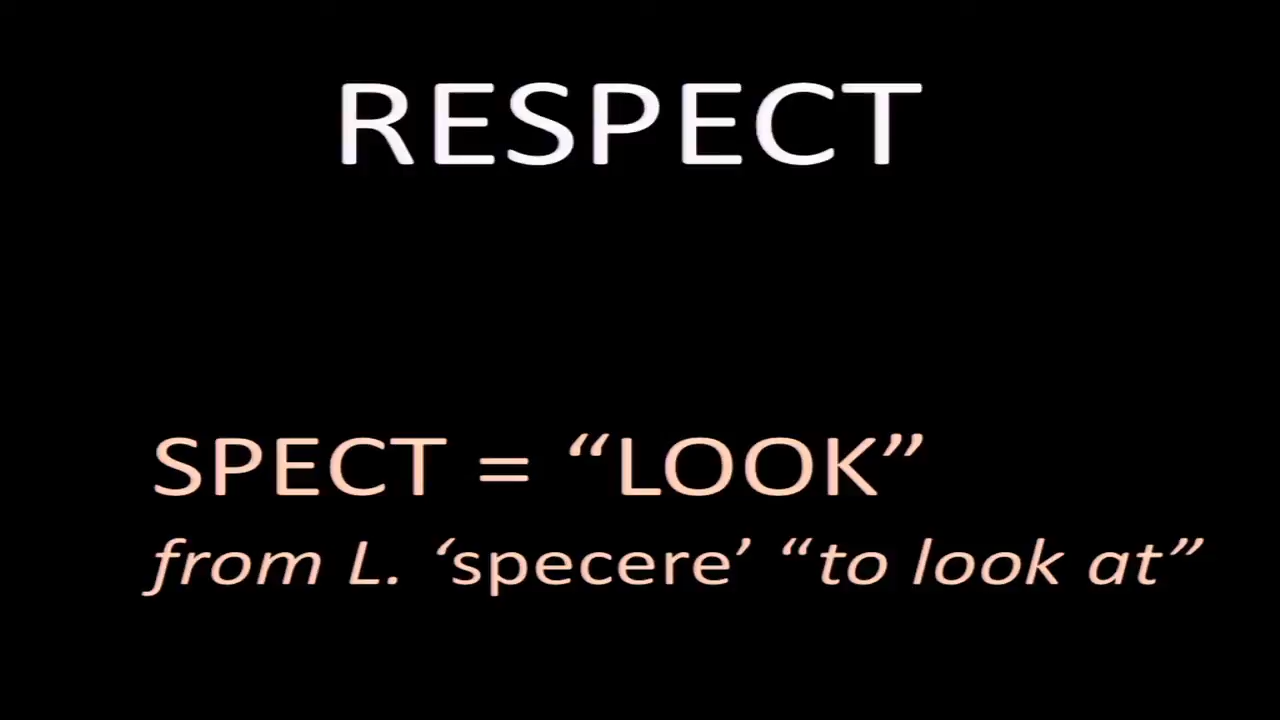 RESPECT
SPECT = “LOOK”
from L. ‘specere’ “to look at”